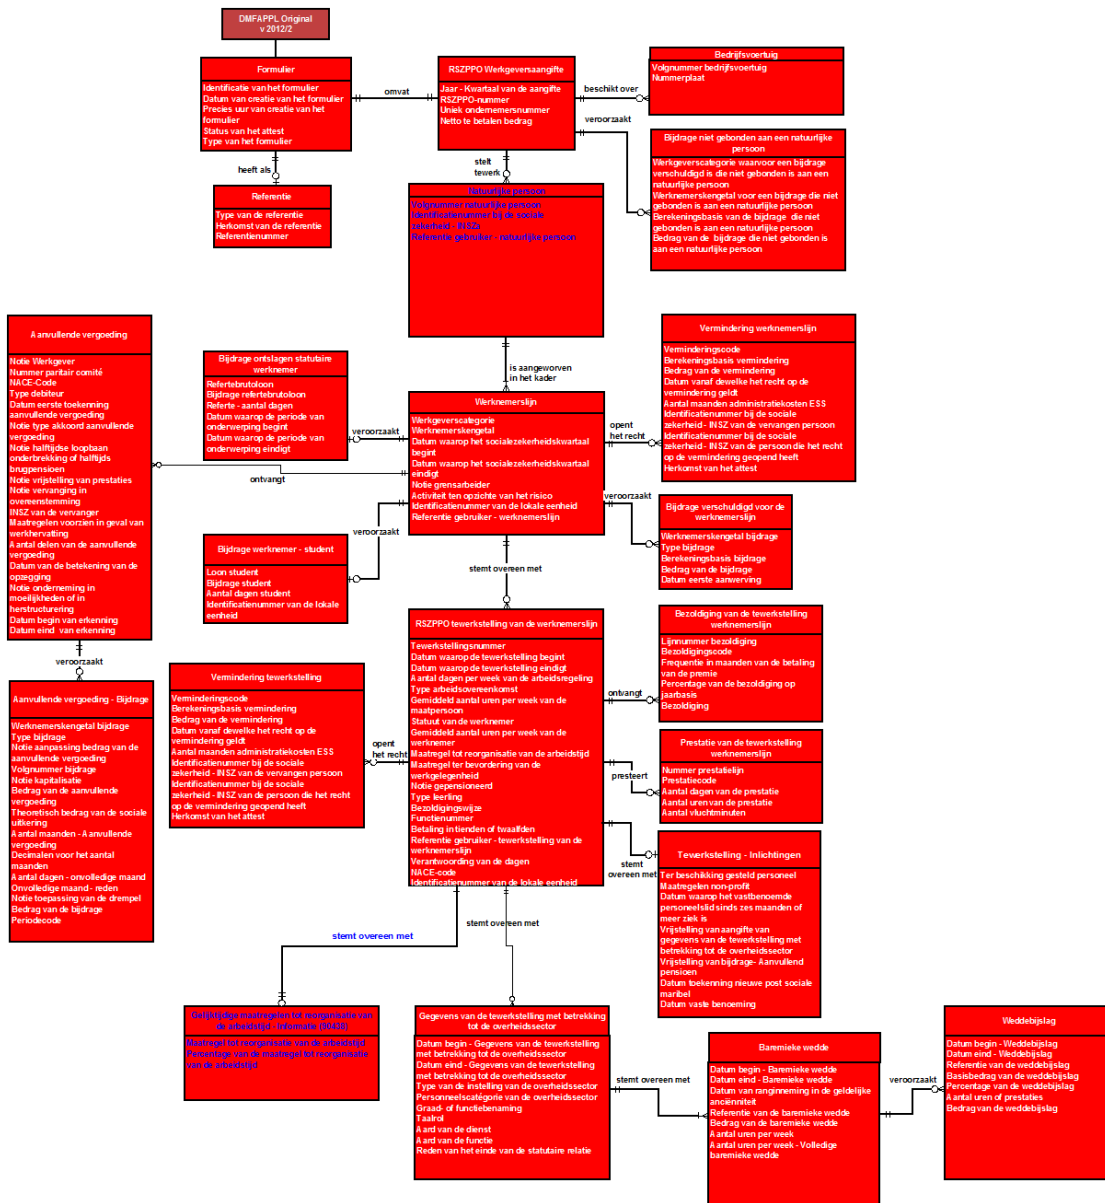 DMFAPPL Original
v 2012/2
Formulier
Identificatie van het formulier
Datum van creatie van het formulier
Precies uur van creatie van het
formulier
Status van het attest
Type van het formulier
omvat
RSZPPO Werkgeversaangifte
Jaar - Kwartaal van de aangifte
RSZPPO-nummer
Uniek ondernemersnummer
Netto te betalen bedrag
beschikt over
Bedrijfsvoertuig
Volgnummer bedrijfsvoertuig
Nummerplaat
veroorzaakt
Bijdrage niet gebonden aan een natuurlijke
persoon
Werkgeverscategorie waarvoor een bijdrage
verschuldigd is die niet gebonden is aan een
natuurlijke persoon
Werknemerskengetal voor een bijdrage die niet
gebonden is aan een natuurlijke persoon
Berekeningsbasis van de bijdrage die niet
gebonden is aan een natuurlijke persoon
Bedrag van de bijdrage die niet gebonden is
aan een natuurlijke persoon
heeft als
Referentie
Type van de referentie
Herkomst van de referentie
Referentienummer
stelt
tewerk
Natuurlijke persoon
Volgnummer natuurlijke persoon
Identificatienummer bij de sociale
zekerheid - INSZs
Referentie gebruiker - natuurlijke persoon
is aangeworven
in het kader
Aanvullende vergoeding
Notie Werkgever
Nummer paritair comité
NACE-Code
Type debiteur
Datum eerste toekenning
aanvullende vergoeding
Notie type akkoord aanvullende
vergoeding
Notie halftijdse loopbaan
onderbrekking of halftijds
brugpensioen
Notie vrijstelling van prestaties
Notie vervanging in
overeenstemming
INSZ van de vervanger
Maatregelen voorzien in geval van
werkhervatting
Aantal delen van de aanvullende
vergoeding
Datum van de betekening van de
opzegging
Notie onderneming in
moeilijkheden of in
herstructurering
Datum begin van erkenning
Datum eind van erkenning
ontvangt
Bijdrage ontslagen statutaire
werknemer
Refertebrutoloon
Bijdrage refertebrutoloon
Referte - aantal dagen
Datum waarop de periode van
onderwerping begint
Datum waarop de periode van
onderwerping eindigt
veroorzaakt
Werknemerslijn
Werkgeverscategorie
Werknemerskengetal
Datum waarop het socialezekerheidskwartaal
begint
Datum waarop het socialezekerheidskwartaal
eindigt
Notie grensarbeider
Activiteit ten opzichte van het risico
Identificatienummer van de lokale eenheid
Referentie gebruiker - werknemerslijn
opent
het recht
Vermindering werknemerslijn
Verminderingscode
Berekeningsbasis vermindering
Bedrag van de vermindering
Datum vanaf dewelke het recht op de
vermindering geldt
Aantal maanden administratiekosten ESS
Identificatienummer bij de sociale
zekerheid - INSZ van de vervangen persoon
Identificatienummer bij de sociale
zekerheid - INSZ van de persoon die het recht
op de vermindering geopend heeft
Herkomst van het attest
veroorzaakt
Bijdrage verschuldigd voor de
werknemerslijn
Werknemerskengetal bijdrage
Type bijdrage
Berekeningsbasis bijdrage
Bedrag van de bijdrage
Datum eerste aanwerving
veroorzaakt
Bijdrage werknemer - student
Loon student
Bijdrage student
Aantal dagen student
Identificatienummer van de lokale
eenheid
stemt overeen met
RSZPPO tewerkstelling van de werknemerslijn
Tewerkstellingsnummer
Datum waarop de tewerkstelling begint
Datum waarop de tewerkstelling eindigt
Aantal dagen per week van de arbeidsregeling
Type arbeidsovereenkomst
Gemiddeld aantal uren per week van de
maatpersoon
Statuut van de werknemer
Gemiddeld aantal uren per week van de
werknemer
Maatregel tot reorganisatie van de arbeidstijd
Maatregel ter bevordering van de
werkgelegenheid
Notie gepensioneerd
Type leerling
Bezoldigingswijze
Functienummer
Betaling in tienden of twaalfden
Referentie gebruiker - tewerkstelling van de
werknemerslijn
Verantwoording van de dagen
NACE-code
Identificatienummer van de lokale eenheid
veroorzaakt
Aanvullende vergoeding - Bijdrage
Werknemerskengetal bijdrage
Type bijdrage
Notie aanpassing bedrag van de
aanvullende vergoeding
Volgnummer bijdrage
Notie kapitalisatie
Bedrag van de aanvullende
vergoeding
Theoretisch bedrag van de sociale
uitkering
Aantal maanden - Aanvullende
vergoeding
Decimalen voor het aantal
maanden
Aantal dagen - onvolledige maand
Onvolledige maand - reden
Notie toepassing van de drempel
Bedrag van de bijdrage
Periodecode
Vermindering tewerkstelling
Verminderingscode
Berekeningsbasis vermindering
Bedrag van de vermindering
Datum vanaf dewelke het recht op de
vermindering geldt
Aantal maanden administratiekosten ESS
Identificatienummer bij de sociale
zekerheid - INSZ van de vervangen persoon
Identificatienummer bij de sociale
zekerheid - INSZ van de persoon die het recht
op de vermindering geopend heeft
Herkomst van het attest
opent
het recht
ontvangt
Bezoldiging van de tewerkstelling
werknemerslijn
Lijnnummer bezoldiging
Bezoldigingscode
Frequentie in maanden van de betaling
van de premie
Percentage van de bezoldiging op
jaarbasis
Bezoldiging
presteert
Prestatie van de tewerkstelling
werknemerslijn
Nummer prestatielijn
Prestatiecode
Aantal dagen van de prestatie
Aantal uren van de prestatie
Aantal vluchtminuten
stemt
overeen met
Tewerkstelling - Inlichtingen
Ter beschikking gesteld personeel
Maatregelen non-profit
Datum waarop het vastbenoemde
personeelslid sinds zes maanden of
meer ziek is
Vrijstelling van aangifte van
gegevens van de tewerkstelling met
betrekking tot de overheidssector
Vrijstelling van bijdrage- Aanvullend
pensioen
Datum toekenning nieuwe post sociale
maribel
Datum vaste benoeming
stemt overeen met
stemt overeen met
Gelijktijdige maatregelen tot reorganisatie van
de arbeidstijd - Informatie (90438)
Maatregel tot reorganisatie van de arbeidstijd
Percentage van de maatregel tot reorganisatie
van de arbeidstijd
Gegevens van de tewerkstelling met betrekking
tot de overheidssector
Datum begin - Gegevens van de tewerkstelling
met betrekking tot de overheidssector
Datum eind - Gegevens van de tewerkstelling
met betrekking tot de overheidssector
Type van de instelling van de overheidssector
Personneelscatégorie van de overheidssector
Graad- of functiebenaming
Taalrol
Aard van de dienst
Aard van de functie
Reden van het einde van de statutaire relatie
stemt overeen met
Baremieke wedde
Datum begin - Baremieke wedde
Datum eind - Baremieke wedde
Datum van ranginneming in de geldelijke
anciënniteit
Referentie van de baremieke wedde
Bedrag van de baremieke wedde
Aantal uren per week
Aantal uren per week - Volledige
baremieke wedde
veroorzaakt
Weddebijslag
Datum begin - Weddebijslag
Datum eind - Weddebijslag
Referentie van de weddebijslag
Basisbedrag van de weddebijslag
Percentage van de weddebijslag
Aantal uren of prestaties
Bedrag van de weddebijslag